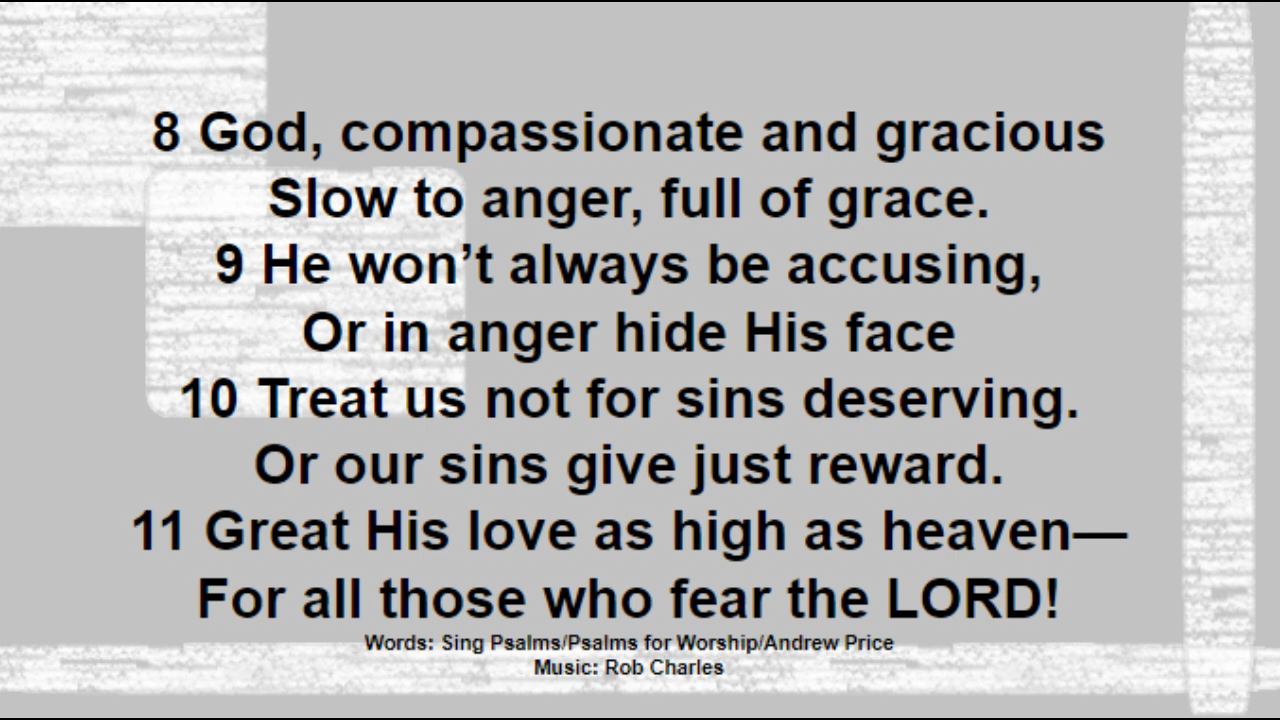 8 God, compassionate and gracious
Slow to anger, full of grace.
9 He won’t always be accusing,
Or in anger hide His face
10 Treat us not for sins deserving.
Or our sins give just reward.
11 Great His love as high as heaven—
For all those who fear the LORD!
Words: Sing Psalms/Psalms for Worship/Andrew Price
Music: Rob Charles